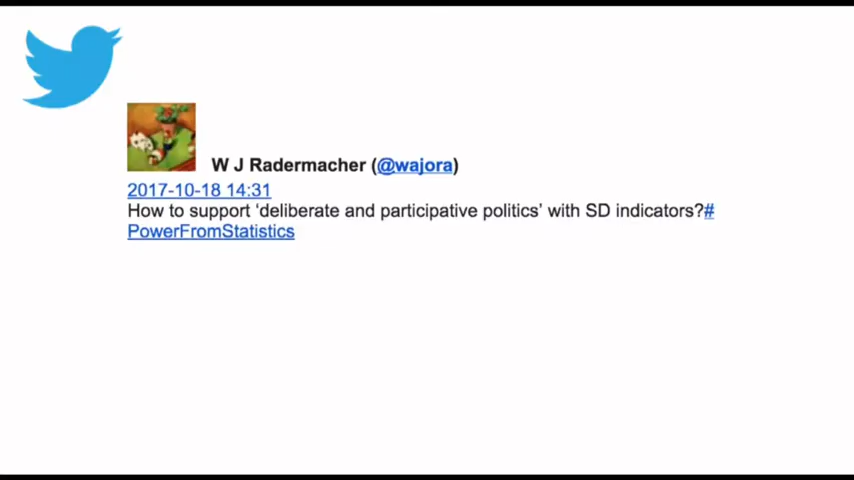 W J Radermacher (@wajora)
2017-10-18 14:31
How to support ‘deliberate and participative politics’ with SD indicators?#
PowerFromStatistics